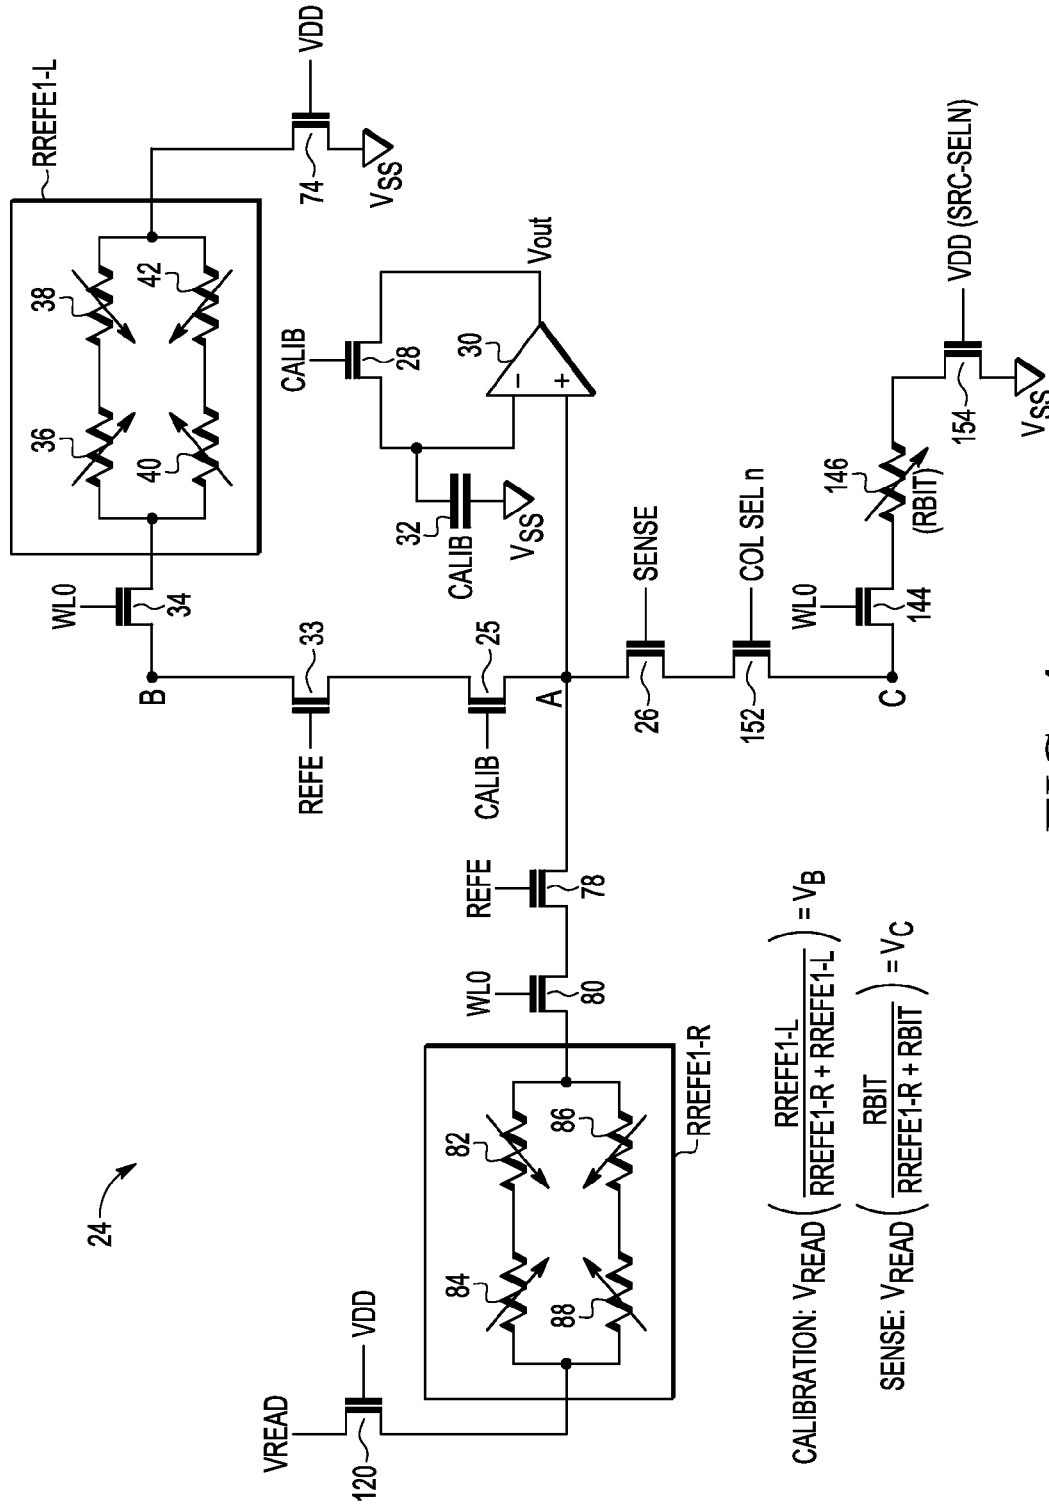 24
VREAD
VDD
120
84
82
88
86
RREFE1-R
WL0
80
REFE
78
A
REFE
33
CALIB
25
B
WL0
34
36
38
40
42
RREFE1-L
VDD
74
VSS
CALIB
28
30
Vout
−
+
32
CALIB
VSS
SENSE
26
COL SEL n
152
C
WL0
144
146
(RBIT)
VDD (SRC-SELN)
154
VSS
CALIBRATION: VREAD ( RREFE1-L / RREFE1-R + RREFE1-L ) = VB
SENSE: VREAD ( RBIT / RREFE1-R + RBIT ) = VC